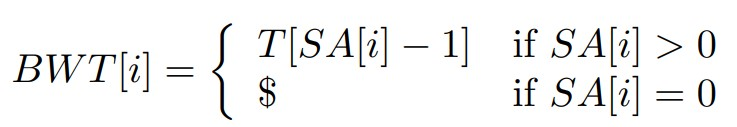 BWT[i] = { T[SA[i] − 1] if SA[i] > 0
$ if SA[i] = 0